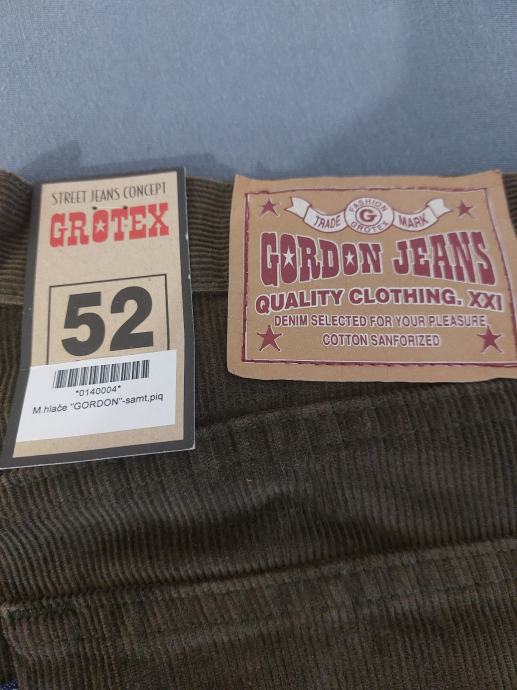 STREET JEANS CONCEPT
GROTEX
52
*0140004*
M.hlače "GORDON"-samt,piq
TRADE MARK
FASHION
G
GROTEX
GORDON JEANS
QUALITY CLOTHING, XXI
DENIM SELECTED FOR YOUR PLEASURE
COTTON SANFORIZED